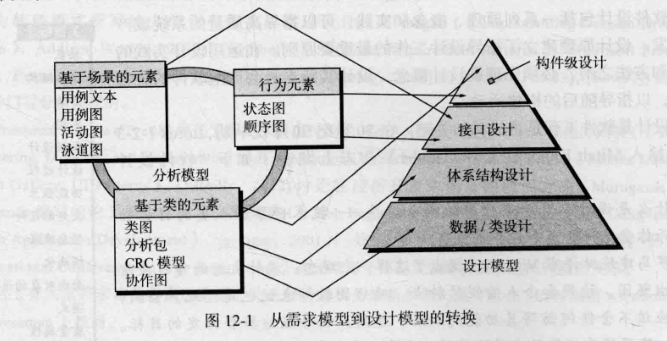 基于场景的元素
用例文本
用例图
活动图
泳道图
行为元素
状态图
顺序图
分析模型
基于类的元素
类图
分析包
CRC 模型
协作图
构件级设计
接口设计
体系结构设计
数据 / 类设计
设计模型
图 12-1 从需求模型到设计模型的转换